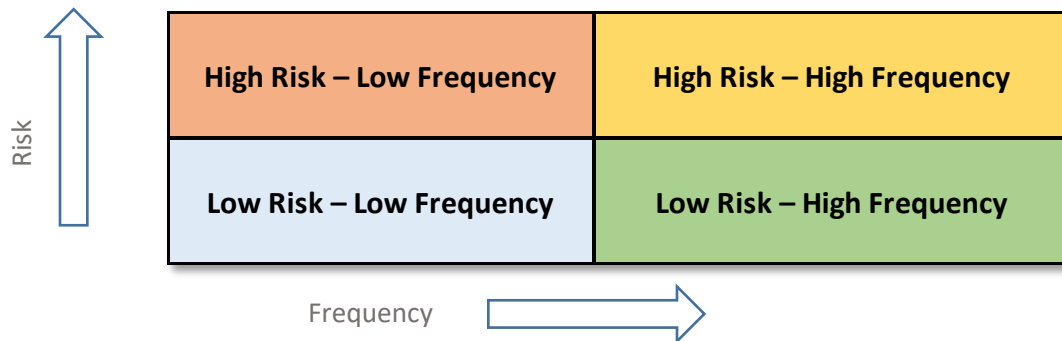 High Risk – Low Frequency
High Risk – High Frequency
Risk
Low Risk – Low Frequency
Low Risk – High Frequency
Frequency